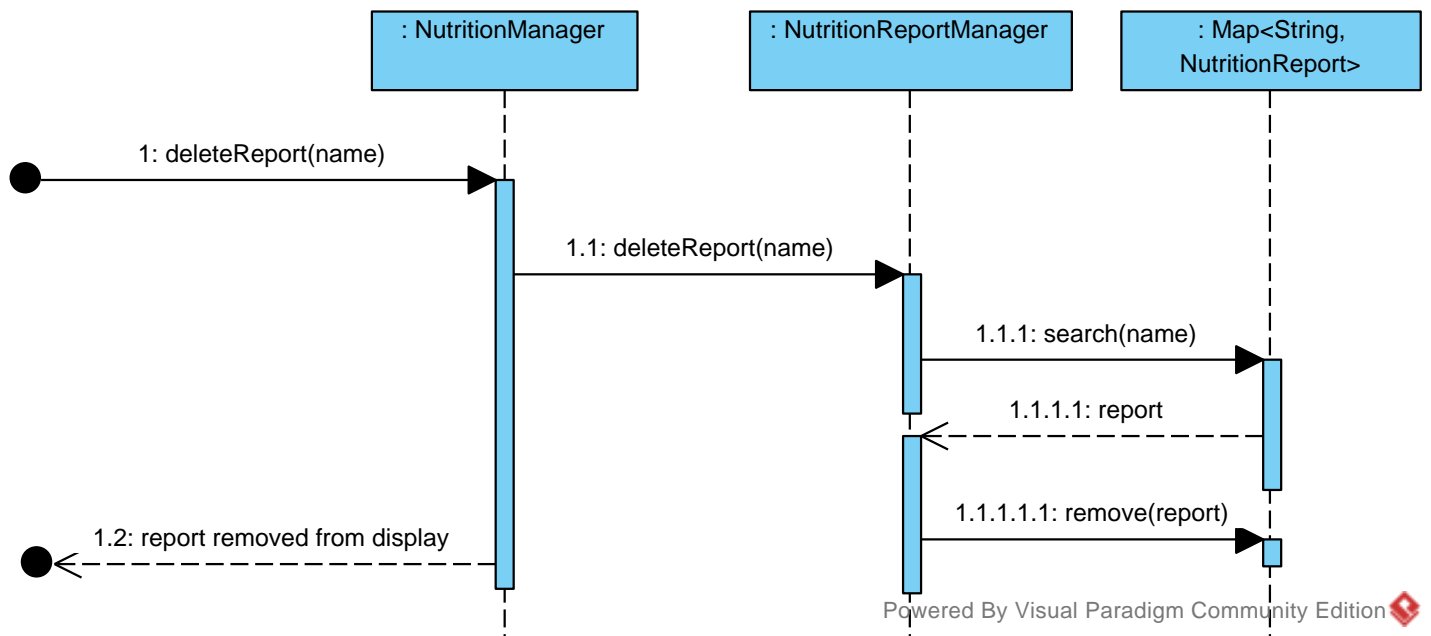 : NutritionManager
: NutritionReportManager
: Map<String,
NutritionReport>
1: deleteReport(name)
1.1: deleteReport(name)
1.1.1: search(name)
1.1.1.1: report
1.1.1.1.1: remove(report)
1.2: report removed from display
Powered By Visual Paradigm Community Edition